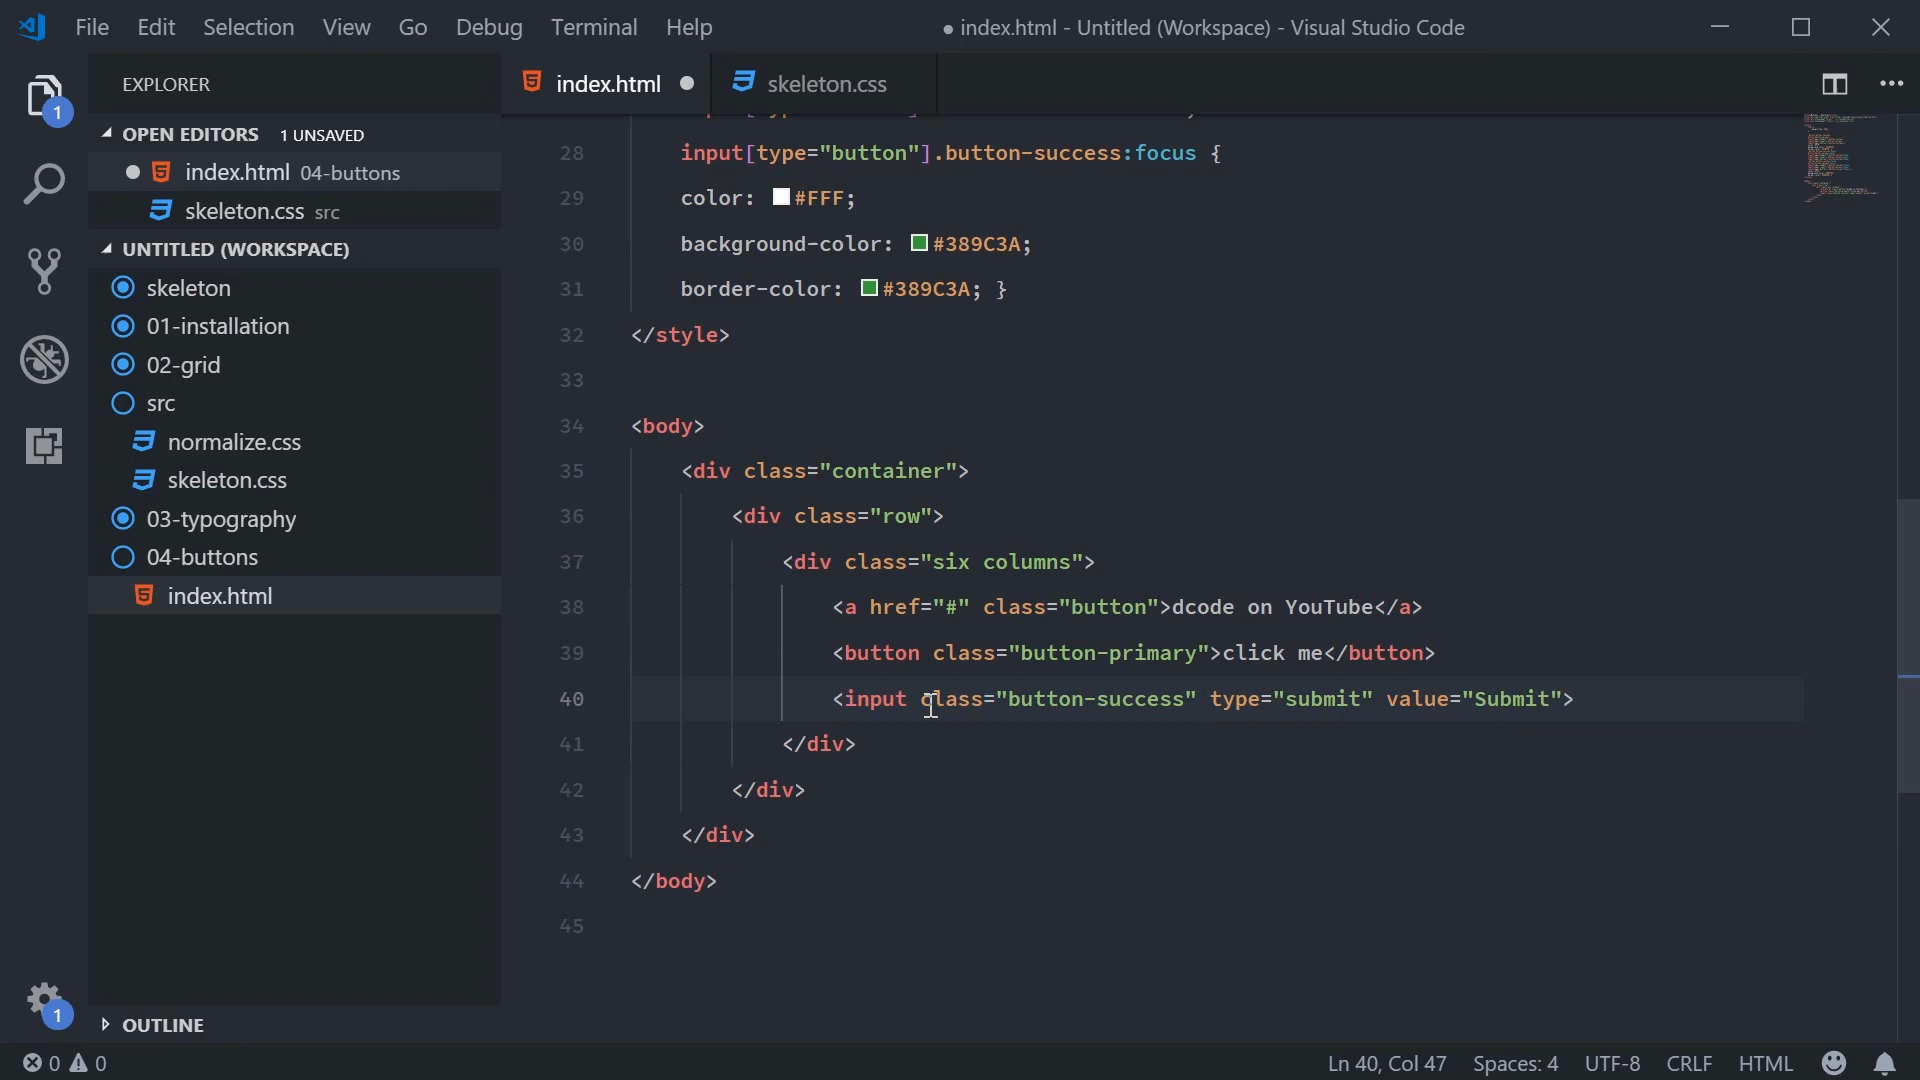 File Edit Selection View Go Debug Terminal Help
● index.html - Untitled (Workspace) - Visual Studio Code
EXPLORER
index.html
skeleton.css
1
OPEN EDITORS 1 UNSAVED
index.html 04-buttons
skeleton.css src
UNTITLED (WORKSPACE)
skeleton
01-installation
02-grid
src
normalize.css
skeleton.css
03-typography
04-buttons
index.html
OUTLINE
1
28 input[type="button"].button-success:focus {
29 color: #FFF;
30 background-color: #389C3A;
31 border-color: #389C3A; }
32 </style>
33
34 <body>
35 <div class="container">
36 <div class="row">
37 <div class="six columns">
38 <a href="#" class="button">dcode on YouTube</a>
39 <button class="button-primary">click me</button>
40 <input class="button-success" type="submit" value="Submit">
41 </div>
42 </div>
43 </div>
44 </body>
45
0 0
Ln 40, Col 47 Spaces: 4 UTF-8 CRLF HTML